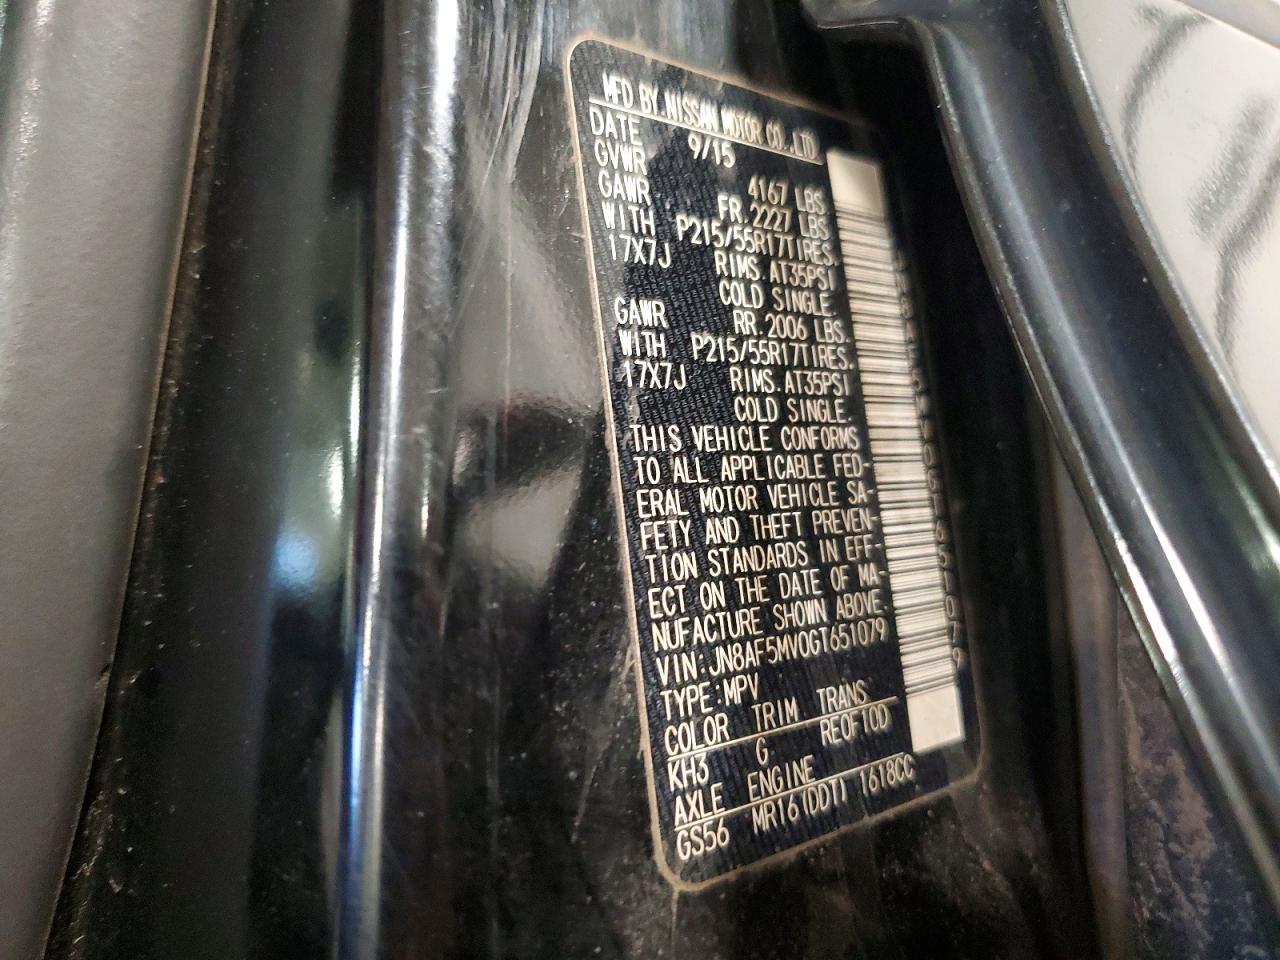 MFD BY NISSAN MOTOR CO.,LTD
DATE 9/15
GVWR 4167 LBS
GAWR FR.2227 LBS
WITH P215/55R17TIRES.
17X7J RIMS.AT35PSI
COLD SINGLE.
GAWR RR.2006 LBS.
WITH P215/55R17TIRES.
17X7J RIMS.AT35PSI
COLD SINGLE.
THIS VEHICLE CONFORMS
TO ALL APPLICABLE FED-
ERAL MOTOR VEHICLE SA-
FETY AND THEFT PREVEN-
TION STANDARDS IN EFF-
ECT ON THE DATE OF MA-
NUFACTURE SHOWN ABOVE.
VIN:JN8AF5MV0GT651079
TYPE:MPV
COLOR TRIM TRANS
KH3 G RE0F10D
AXLE ENGINE
GS56 MR16(DDT) 1618CC